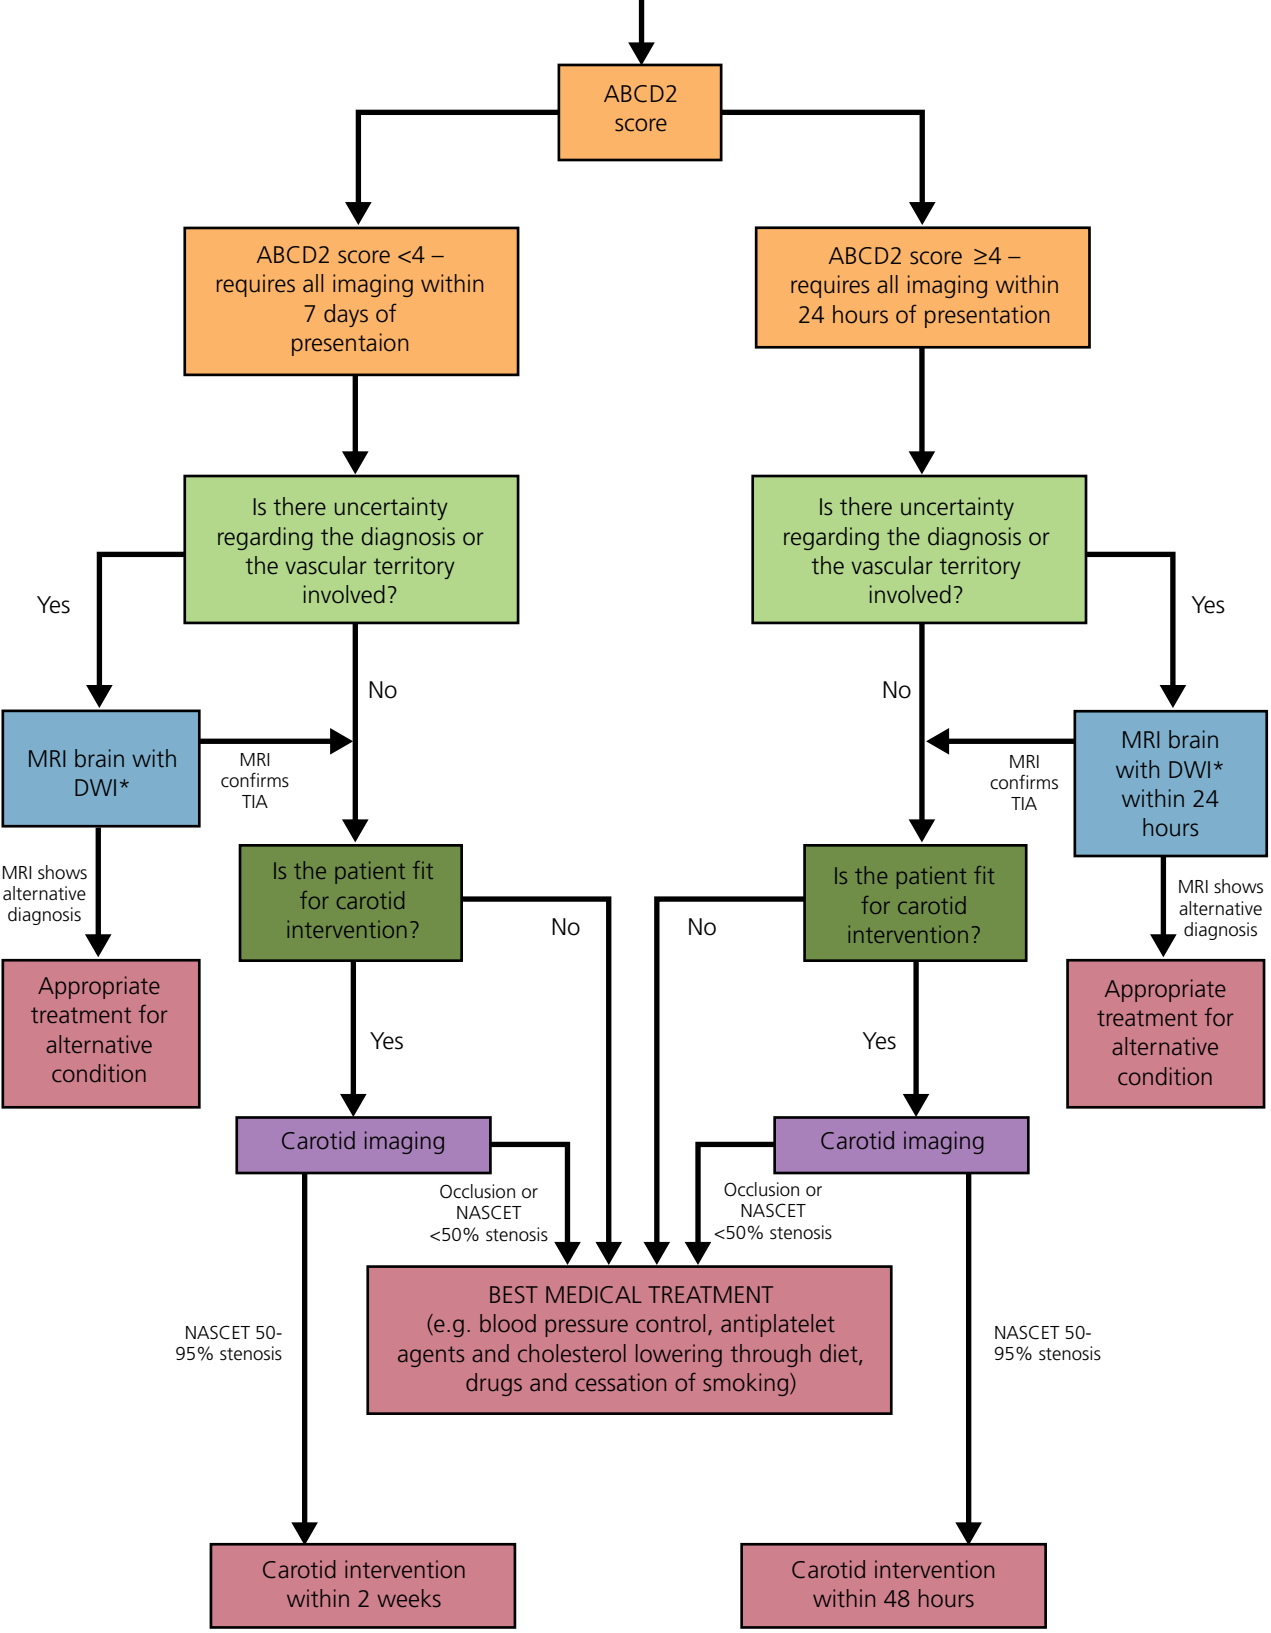 ABCD2
score
ABCD2 score <4 –
requires all imaging within
7 days of
presentaion
ABCD2 score ≥4 –
requires all imaging within
24 hours of presentation
Is there uncertainty
regarding the diagnosis or
the vascular territory
involved?
Is there uncertainty
regarding the diagnosis or
the vascular territory
involved?
Yes
No
No
Yes
MRI brain with
DWI*
MRI
confirms
TIA
MRI
confirms
TIA
MRI brain
with DWI*
within 24
hours
MRI shows
alternative
diagnosis
Is the patient fit
for carotid
intervention?
No
No
Is the patient fit
for carotid
intervention?
MRI shows
alternative
diagnosis
Appropriate
treatment for
alternative
condition
Yes
Yes
Appropriate
treatment for
alternative
condition
Carotid imaging
Carotid imaging
Occlusion or
NASCET
<50% stenosis
Occlusion or
NASCET
<50% stenosis
BEST MEDICAL TREATMENT
(e.g. blood pressure control, antiplatelet
agents and cholesterol lowering through diet,
drugs and cessation of smoking)
NASCET 50-
95% stenosis
NASCET 50-
95% stenosis
Carotid intervention
within 2 weeks
Carotid intervention
within 48 hours